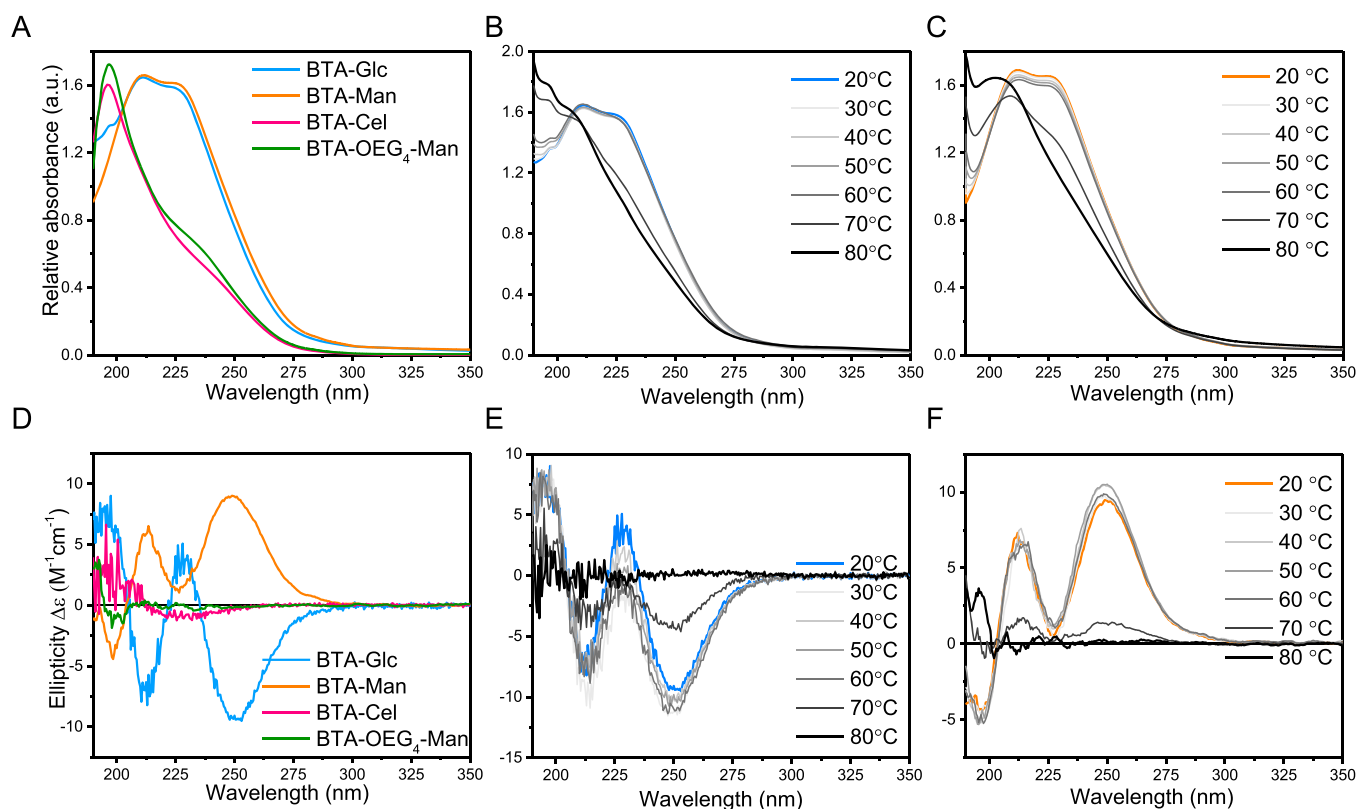 A
B
C
Relative absorbance (a.u.)
1.6
1.2
0.8
0.4
0.0
BTA-Glc
BTA-Man
BTA-Cel
BTA-OEG₄-Man
200 225 250 275 300 325 350
Wavelength (nm)
2.0
1.6
1.2
0.8
0.4
0.0
20°C
30°C
40°C
50°C
60°C
70°C
80°C
200 225 250 275 300 325 350
Wavelength (nm)
1.6
1.2
0.8
0.4
0.0
20 °C
30 °C
40 °C
50 °C
60 °C
70 °C
80 °C
200 225 250 275 300 325 350
Wavelength (nm)
D
E
F
Ellipticity Δε (M⁻¹cm⁻¹)
10
5
0
-5
-10
BTA-Glc
BTA-Man
BTA-Cel
BTA-OEG₄-Man
200 225 250 275 300 325 350
Wavelength (nm)
10
5
0
-5
-10
-15
20°C
30°C
40°C
50°C
60°C
70°C
80°C
200 225 250 275 300 325 350
Wavelength (nm)
10
5
0
-5
20 °C
30 °C
40 °C
50 °C
60 °C
70 °C
80 °C
200 225 250 275 300 325 350
Wavelength (nm)